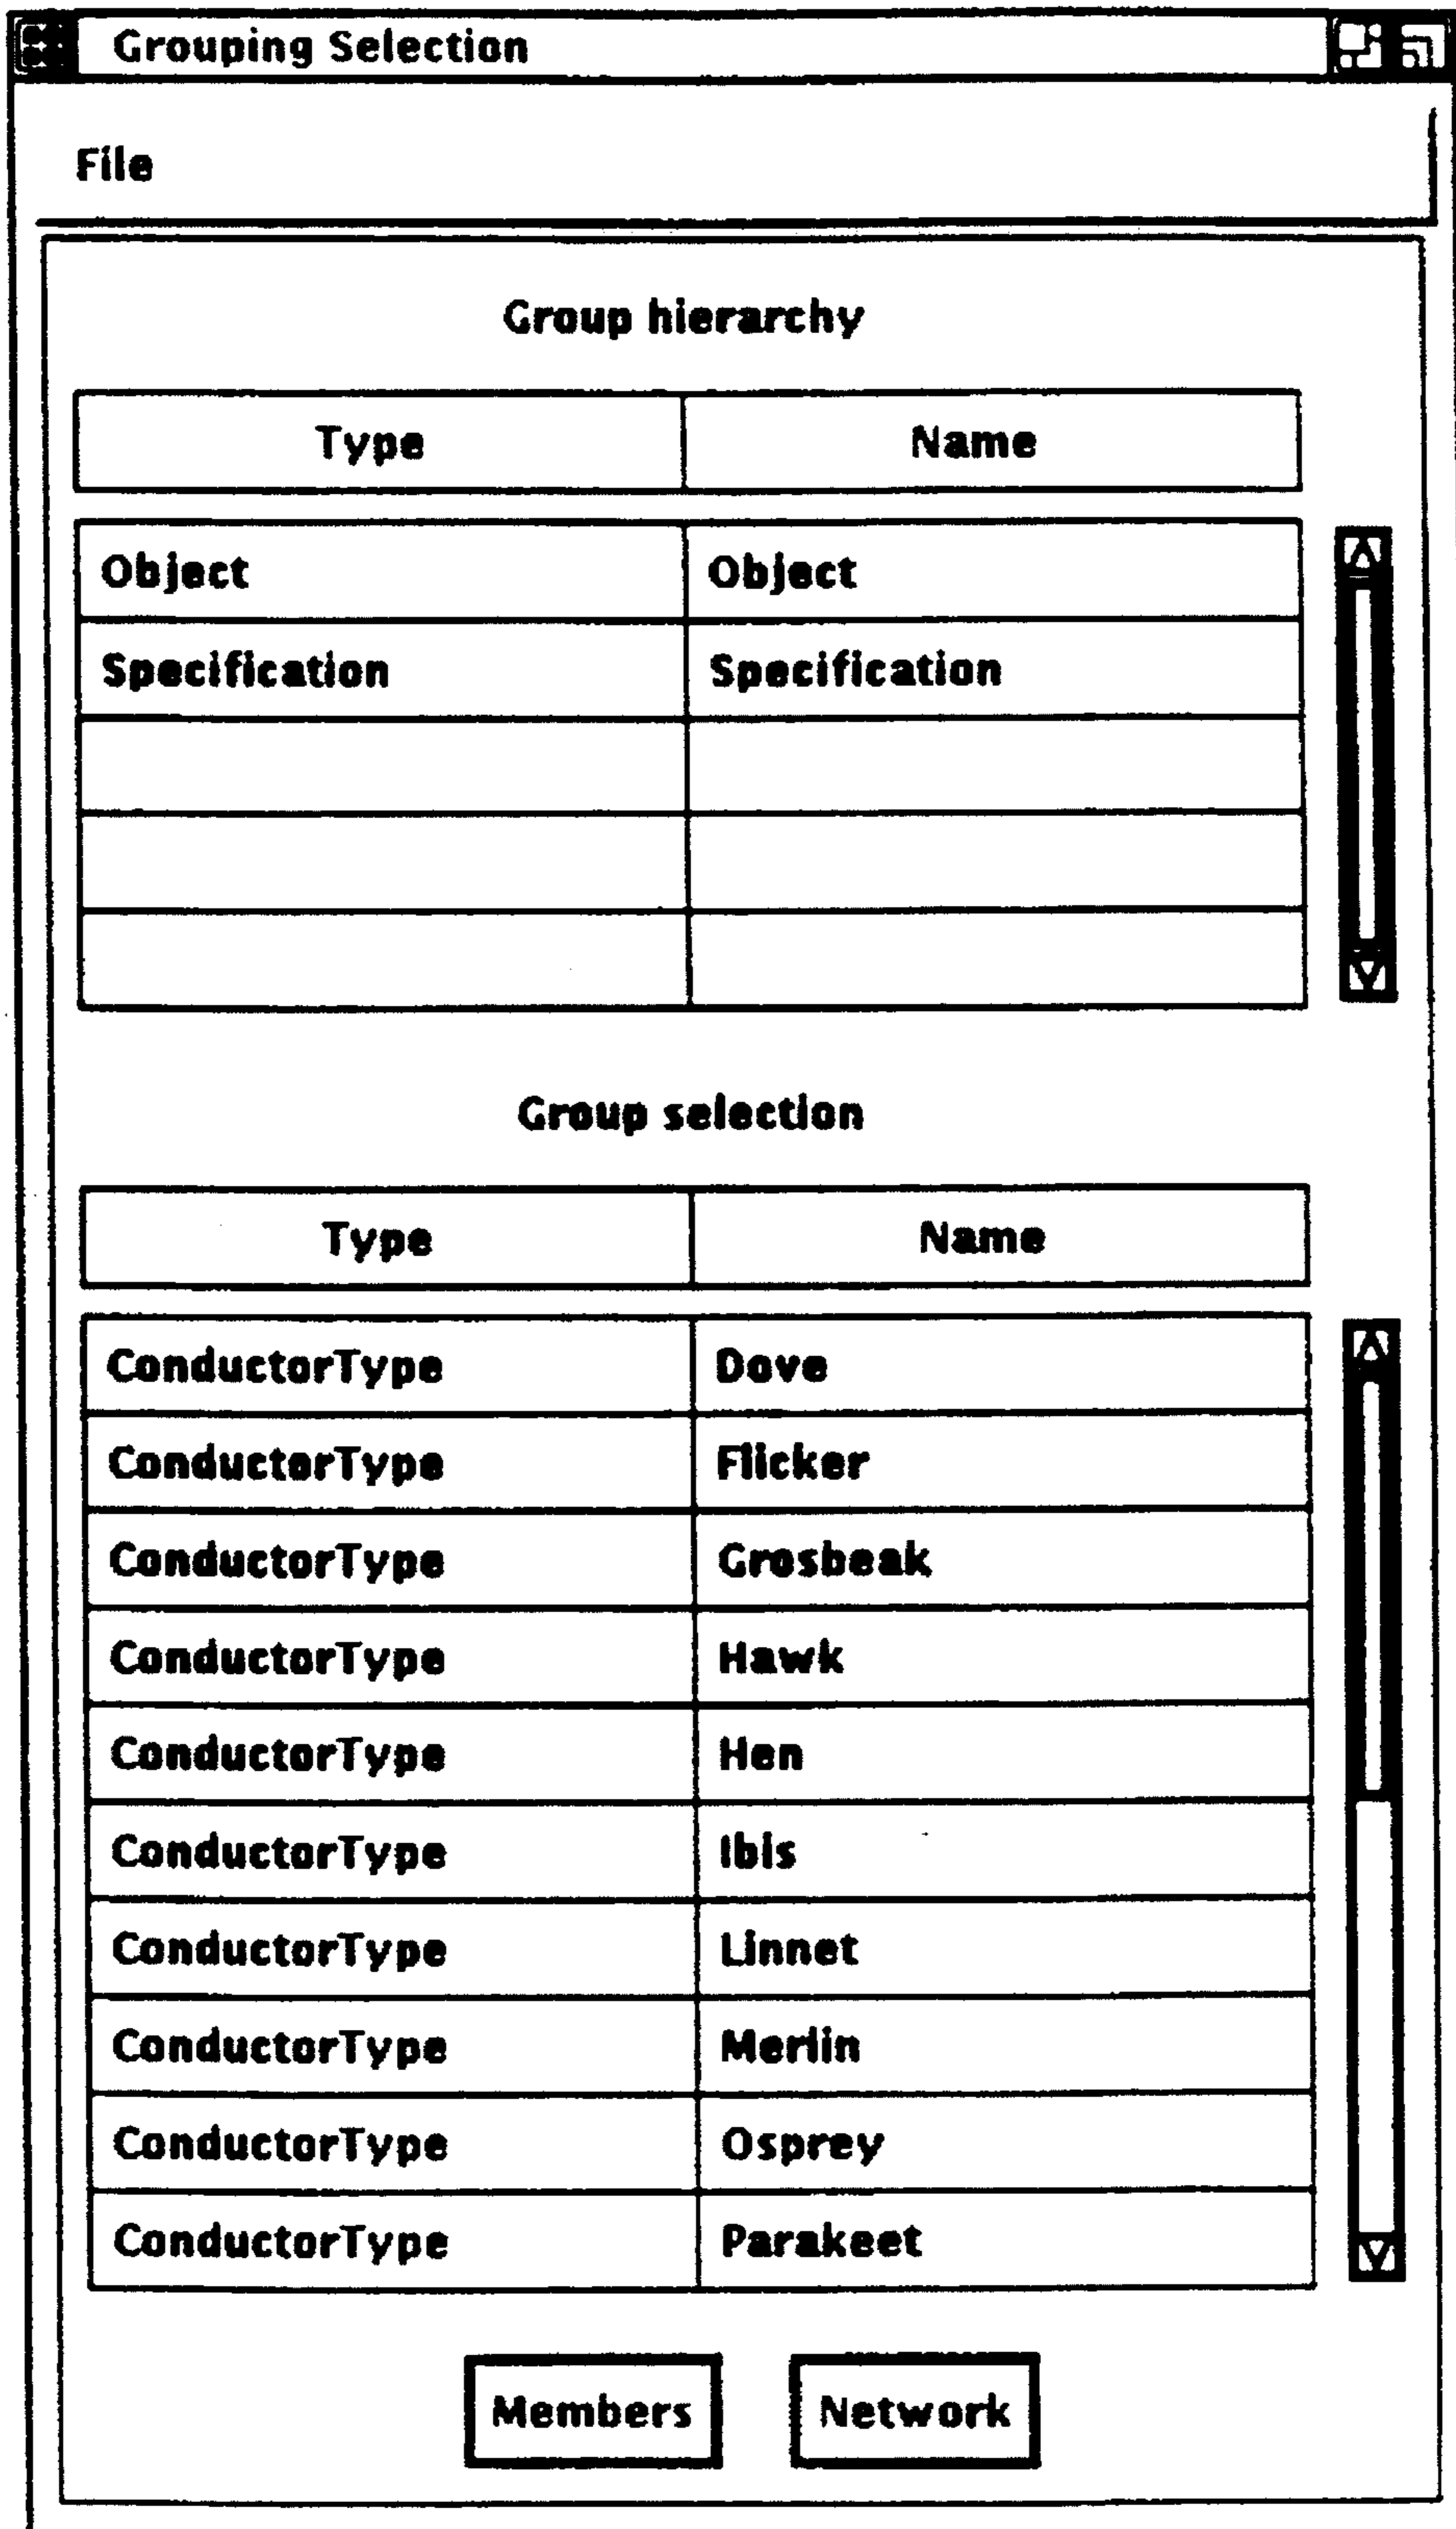 Grouping Selection
File
Group hierarchy
Type Name
Object Object
Specification Specification
Group selection
Type Name
ConductorType Dove
ConductorType Flicker
ConductorType Grosbeak
ConductorType Hawk
ConductorType Hen
ConductorType Ibis
ConductorType Linnet
ConductorType Merlin
ConductorType Osprey
ConductorType Parakeet
Members Network